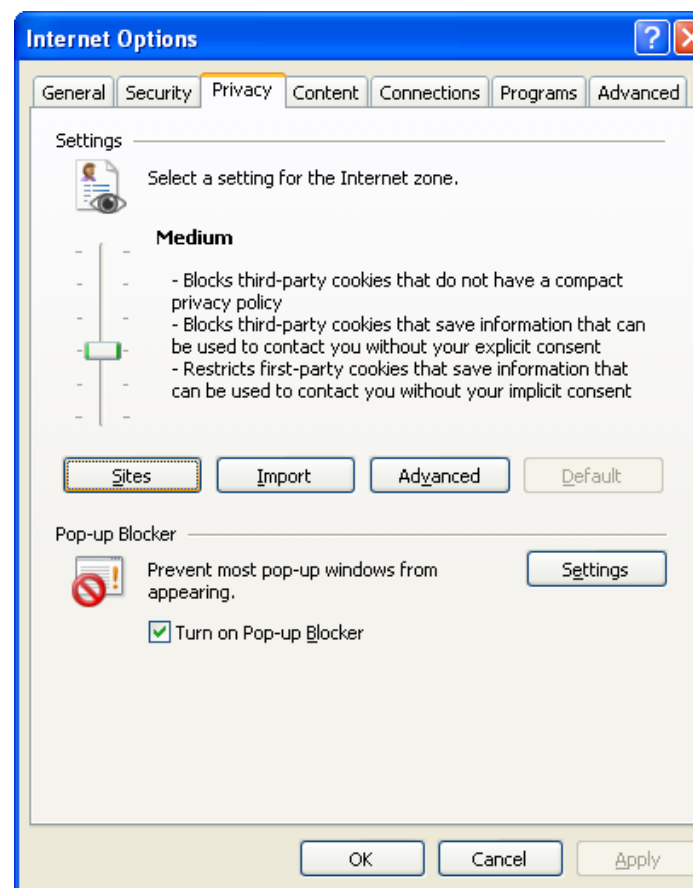 Internet Options
General Security Privacy Content Connections Programs Advanced
Settings
Select a setting for the Internet zone.
Medium
- Blocks third-party cookies that do not have a compact
privacy policy
- Blocks third-party cookies that save information that can
be used to contact you without your explicit consent
- Restricts first-party cookies that save information that
can be used to contact you without your implicit consent
Sites Import Advanced Default
Pop-up Blocker
Prevent most pop-up windows from
appearing.
Settings
Turn on Pop-up Blocker
OK Cancel Apply